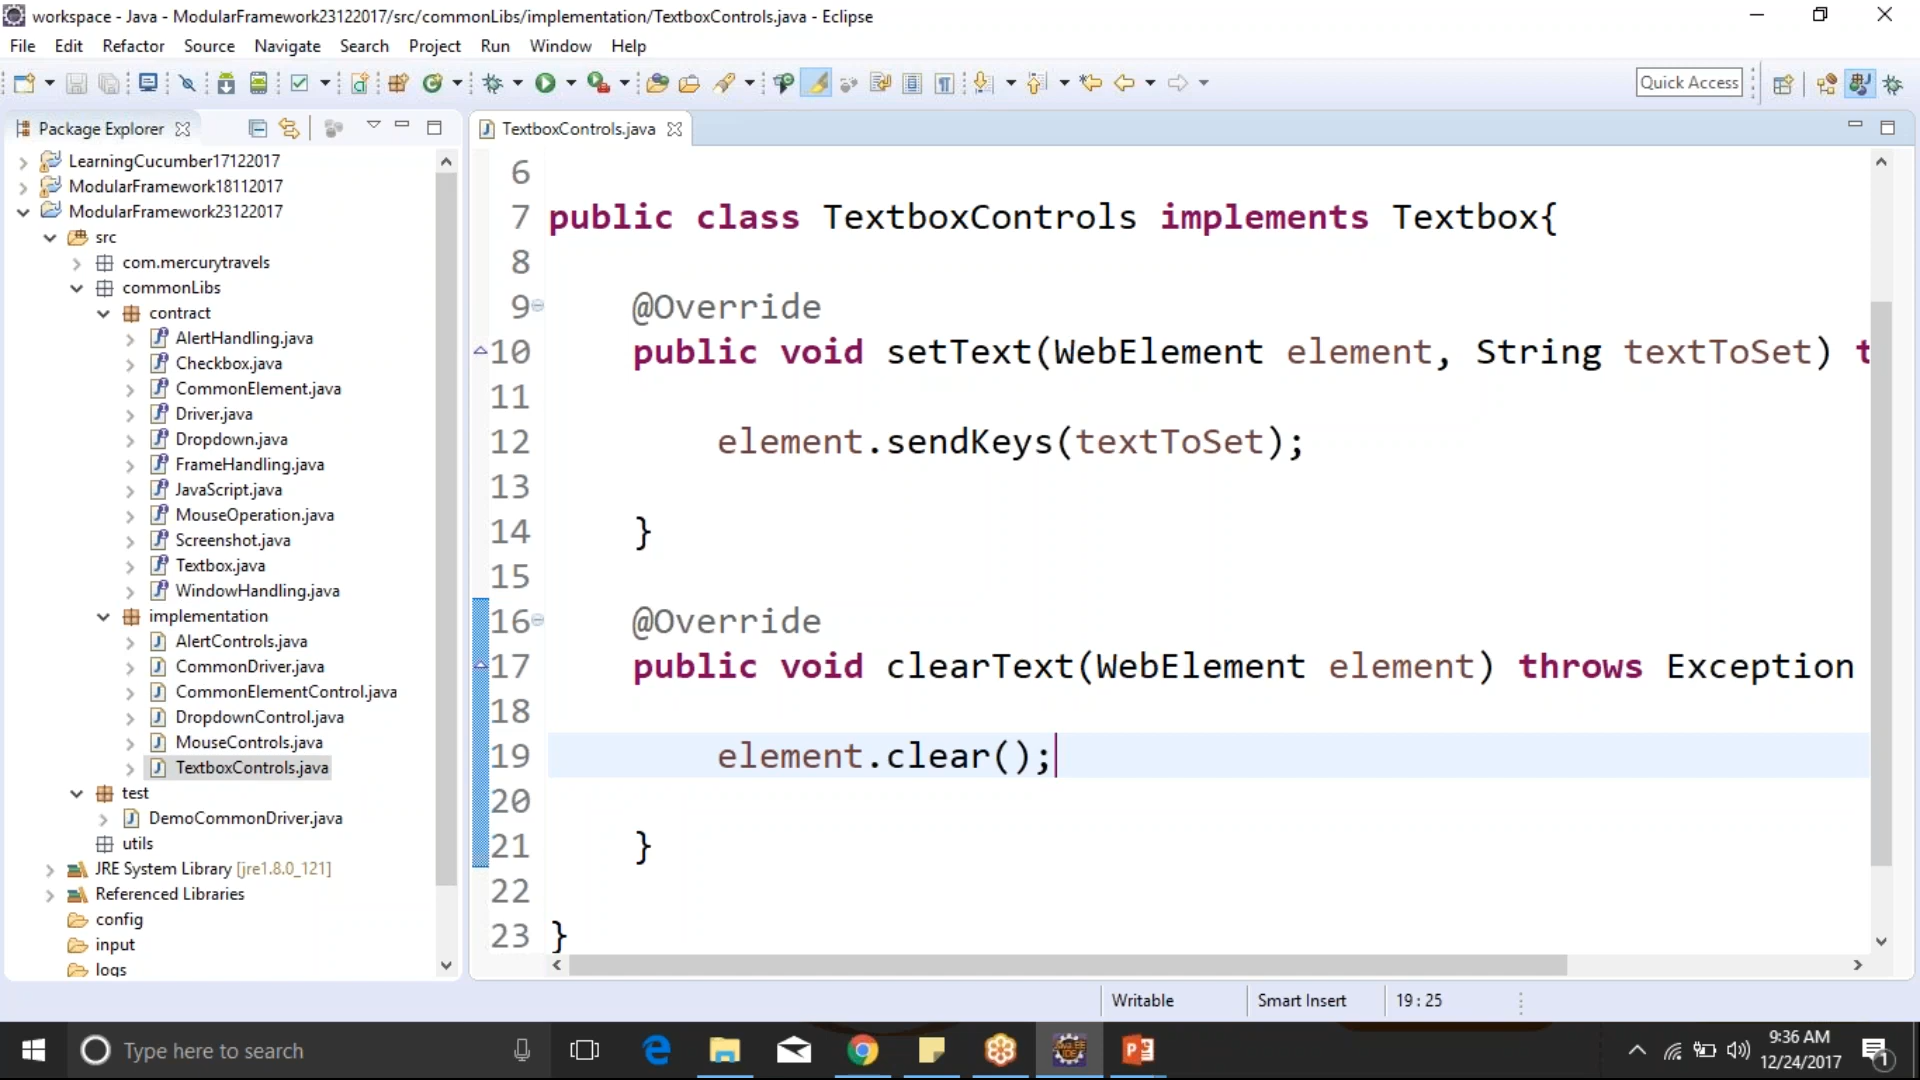 workspace - Java - ModularFramework23122017/src/commonLibs/implementation/TextboxControls.java - Eclipse
File Edit Refactor Source Navigate Search Project Run Window Help
Quick Access
Package Explorer
LearningCucumber17122017
ModularFramework18112017
ModularFramework23122017
src
com.mercurytravels
commonLibs
contract
AlertHandling.java
Checkbox.java
CommonElement.java
Driver.java
Dropdown.java
FrameHandling.java
JavaScript.java
MouseOperation.java
Screenshot.java
Textbox.java
WindowHandling.java
implementation
AlertControls.java
CommonDriver.java
CommonElementControl.java
DropdownControl.java
MouseControls.java
TextboxControls.java
test
DemoCommonDriver.java
utils
JRE System Library [jre1.8.0_121]
Referenced Libraries
config
input
logs
TextboxControls.java
6
7 public class TextboxControls implements Textbox{
8
9 @Override
10 public void setText(WebElement element, String textToSet) t
11
12 element.sendKeys(textToSet);
13
14 }
15
16 @Override
17 public void clearText(WebElement element) throws Exception
18
19 element.clear();
20
21 }
22
23 }
Writable Smart Insert 19 : 25
Type here to search
9:36 AM
12/24/2017
1